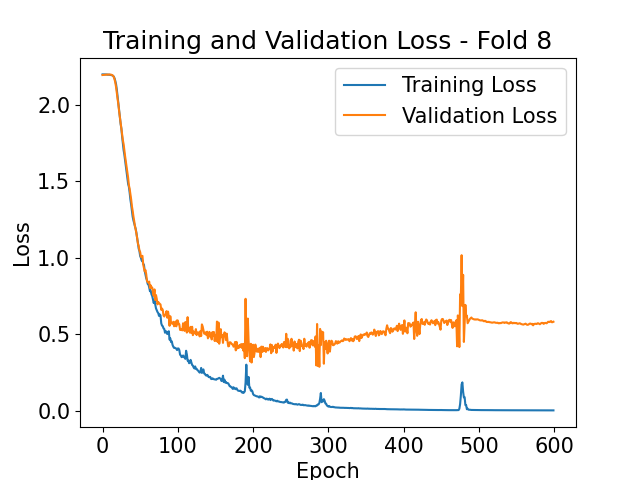 Training and Validation Loss - Fold 8
Training Loss
Validation Loss
Loss
2.0
1.5
1.0
0.5
0.0
0 100 200 300 400 500 600
Epoch